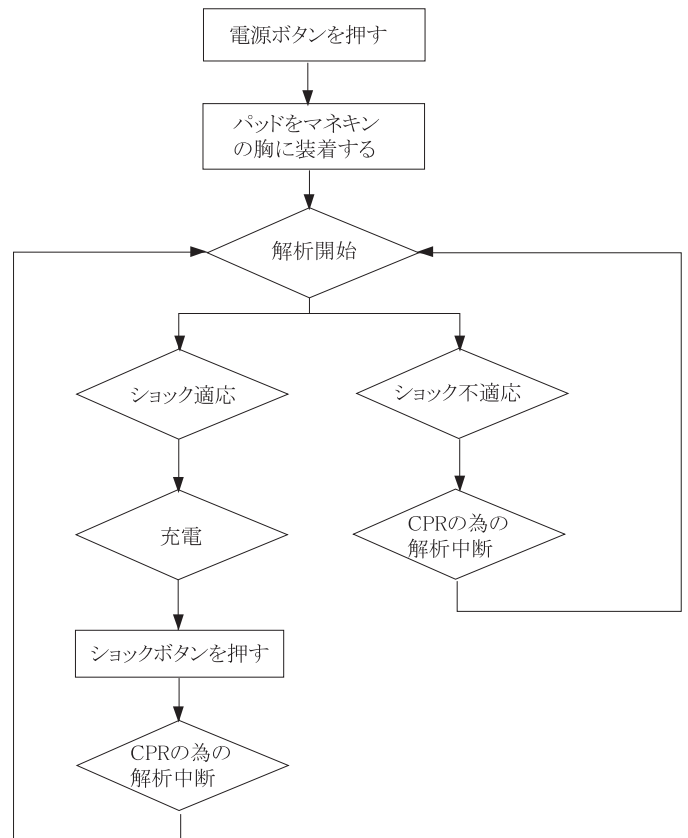 電源ボタンを押す
パッドをマネキン
の胸に装着する
解析開始
ショック適応
ショック不適応
充電
CPRの為の
解析中断
ショックボタンを押す
CPRの為の
解析中断